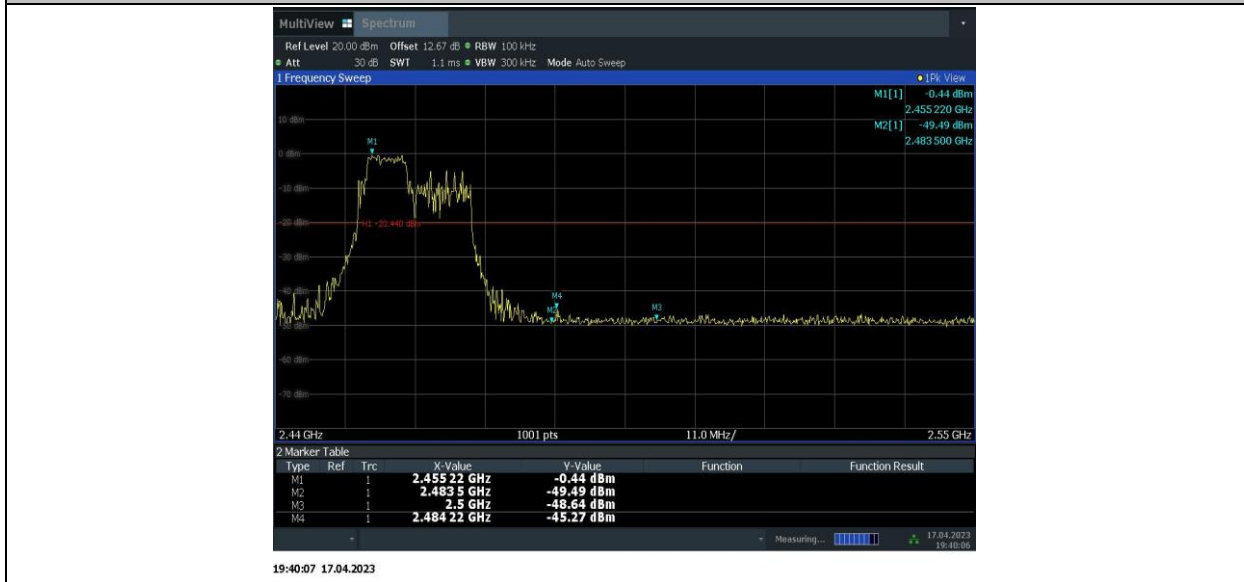 MultiView Spectrum
Ref Level 20.00 dBm Offset 12.67 dB RBW 100 kHz
Att 30 dB SWT 1.1 ms VBW 300 kHz Mode Auto Sweep
1 Frequency Sweep 1Pk View
M1[1] -0.44 dBm
2.455 220 GHz
M2[1] -49.49 dBm
2.483 500 GHz
10 dBm
M1
0 dBm
-10 dBm
-20 dBm H1 -20.440 dBm
-30 dBm
-40 dBm
M4
M2 M3
-50 dBm
-60 dBm
-70 dBm
2.44 GHz 1001 pts 11.0 MHz/ 2.55 GHz
2 Marker Table
Type Ref Trc X-Value Y-Value Function Function Result
M1 1 2.455 22 GHz -0.44 dBm
M2 1 2.483 5 GHz -49.49 dBm
M3 1 2.5 GHz -48.64 dBm
M4 1 2.484 22 GHz -45.27 dBm
Measuring... 17.04.2023
19:40:06
19:40:07 17.04.2023